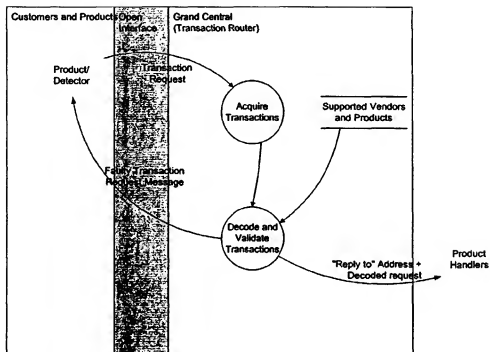 Customers and Products
Open
Interface
Grand Central
(Transaction Router)
Product/
Detector
Transaction
Request
Acquire
Transactions
Supported Vendors
and Products
Faulty Transaction
Request Message
Decode and
Validate
Transactions
"Reply to" Address +
Decoded request
Product
Handlers